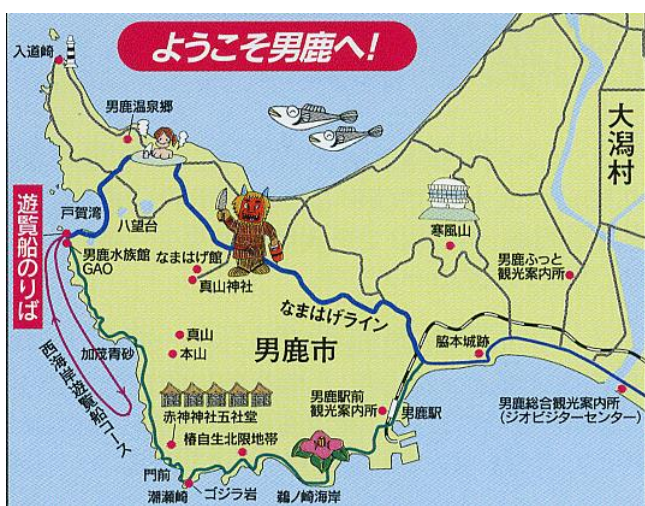 ようこそ男鹿へ!
入道崎
男鹿温泉郷
大潟村
戸賀湾
八望台
寒風山
遊覧船のりば
男鹿水族館
GAO
なまはげ館
真山神社
男鹿ふっと
観光案内所
なまはげライン
真山
本山
加茂青砂
男鹿市
脇本城跡
西海岸遊覧船コース
赤神神社五社堂
男鹿駅前
観光案内所
男鹿駅
男鹿総合観光案内所
(ジオビジターセンター)
椿自生北限地帯
門前
潮瀬崎
ゴジラ岩
鵜ノ崎海岸